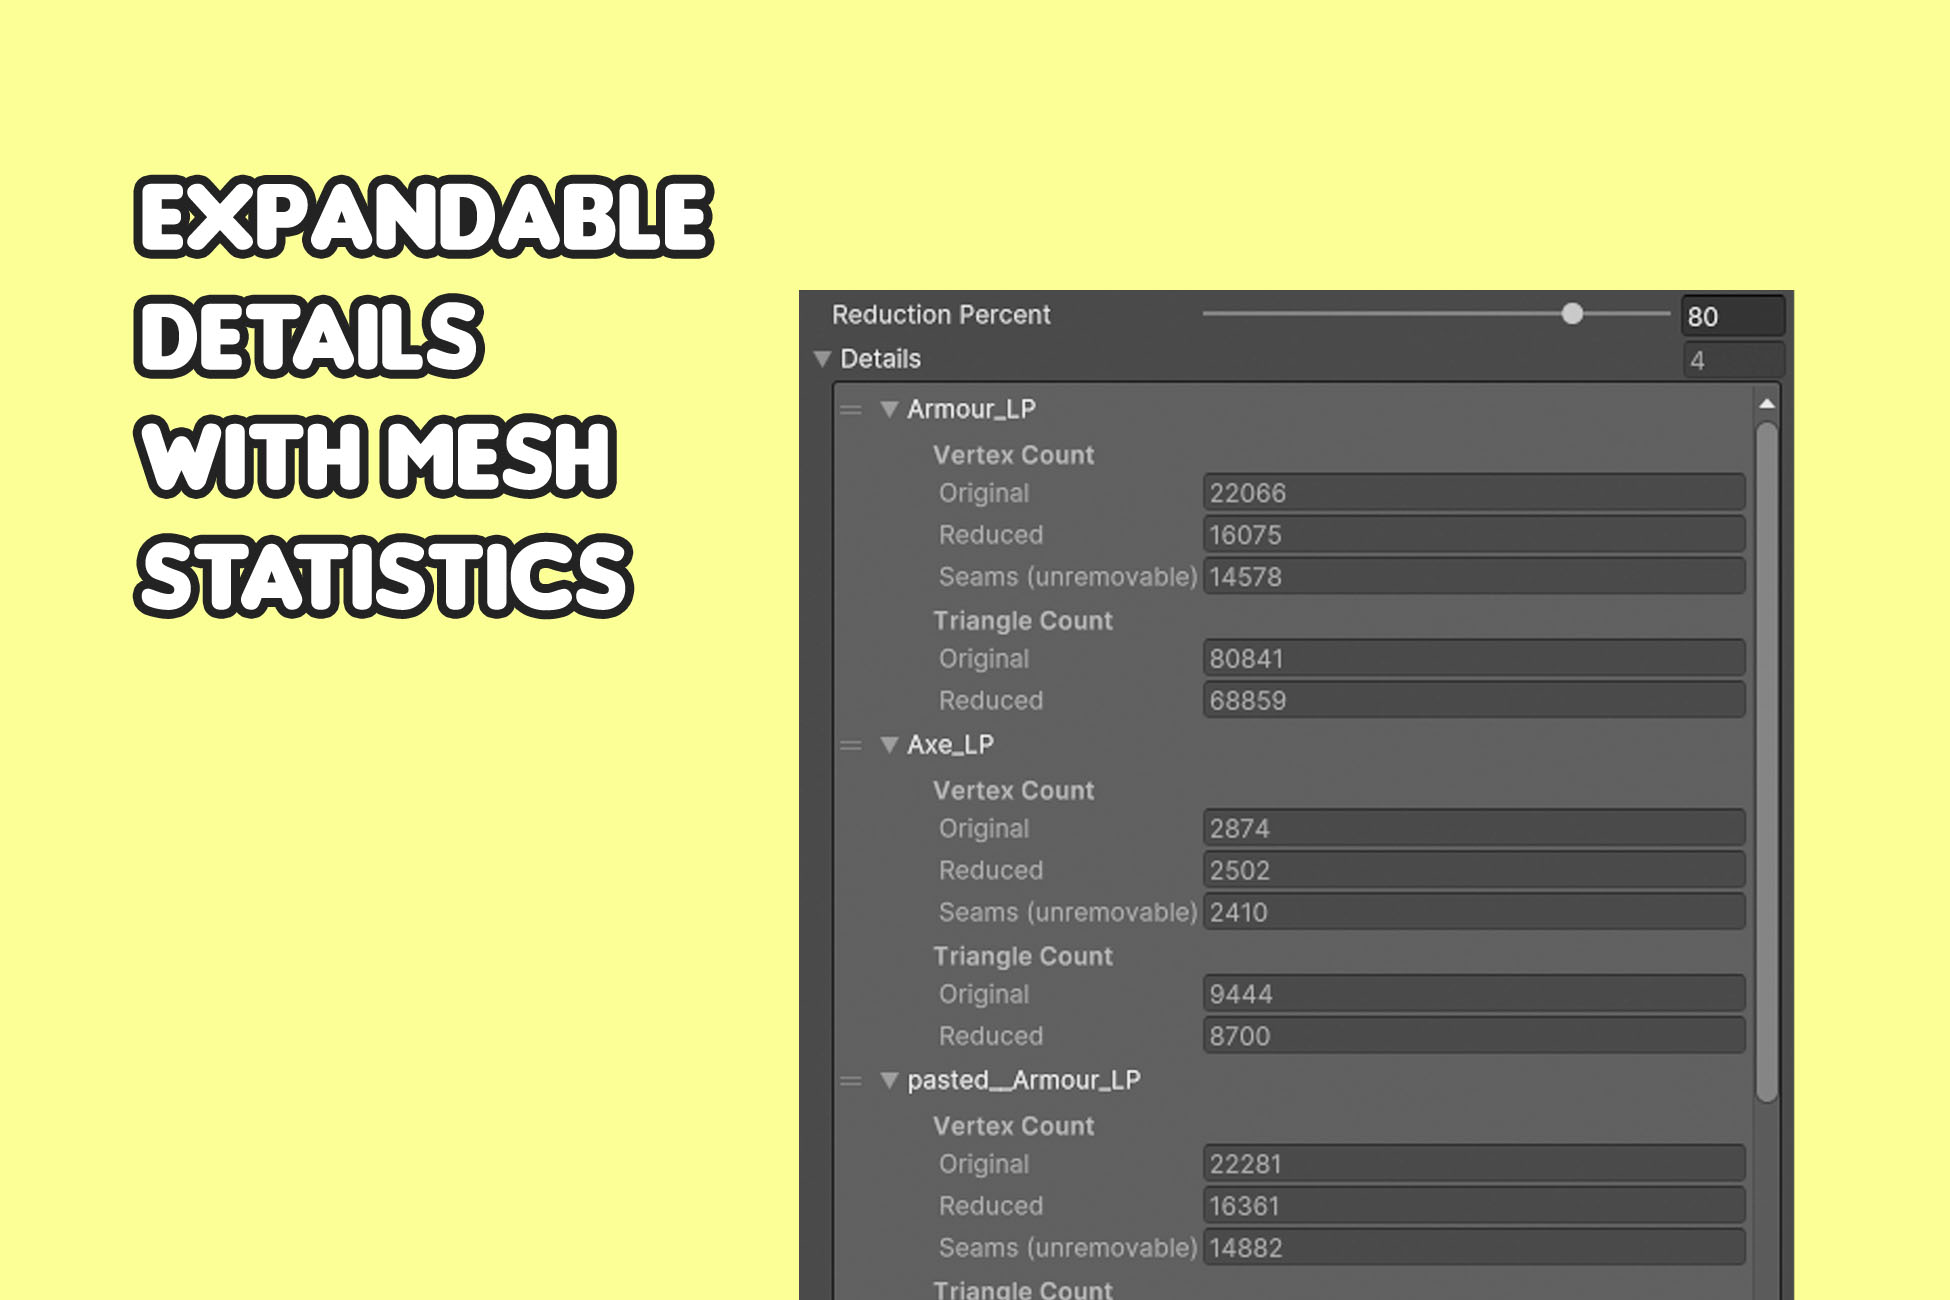 EXPANDABLE
DETAILS
WITH MESH
STATISTICS
Reduction Percent 80
Details 4
Armour_LP
Vertex Count
Original 22066
Reduced 16075
Seams (unremovable) 14578
Triangle Count
Original 80841
Reduced 68859
Axe_LP
Vertex Count
Original 2874
Reduced 2502
Seams (unremovable) 2410
Triangle Count
Original 9444
Reduced 8700
pasted__Armour_LP
Vertex Count
Original 22281
Reduced 16361
Seams (unremovable) 14882
Triangle Count